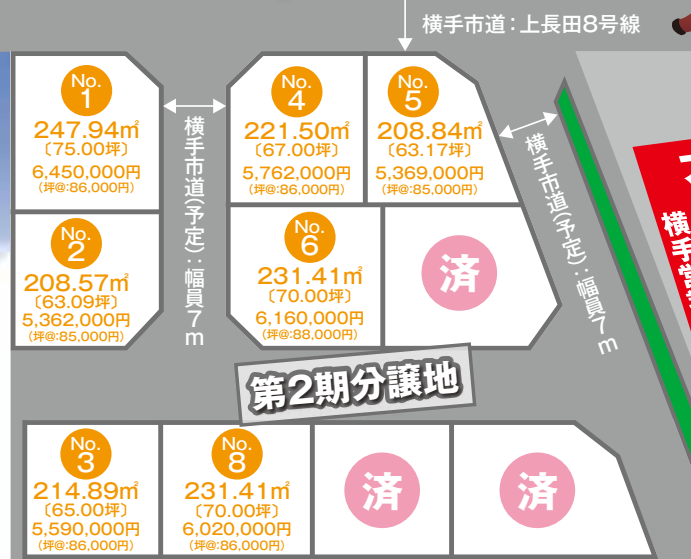 横手市道：上長田8号線
No.
1
247.94㎡
〔75.00坪〕
6,450,000円
(坪@:86,000円)
横手市道(予定)：幅員7m
No.
4
221.50㎡
〔67.00坪〕
5,762,000円
(坪@:86,000円)
No.
5
208.84㎡
〔63.17坪〕
5,369,000円
(坪@:85,000円)
横手市道(予定)：幅員7m
No.
2
208.57㎡
〔63.09坪〕
5,362,000円
(坪@:85,000円)
No.
6
231.41㎡
〔70.00坪〕
6,160,000円
(坪@:88,000円)
済
横手営
第2期分譲地
No.
3
214.89㎡
〔65.00坪〕
5,590,000円
(坪@:86,000円)
No.
8
231.41㎡
〔70.00坪〕
6,020,000円
(坪@:86,000円)
済
済